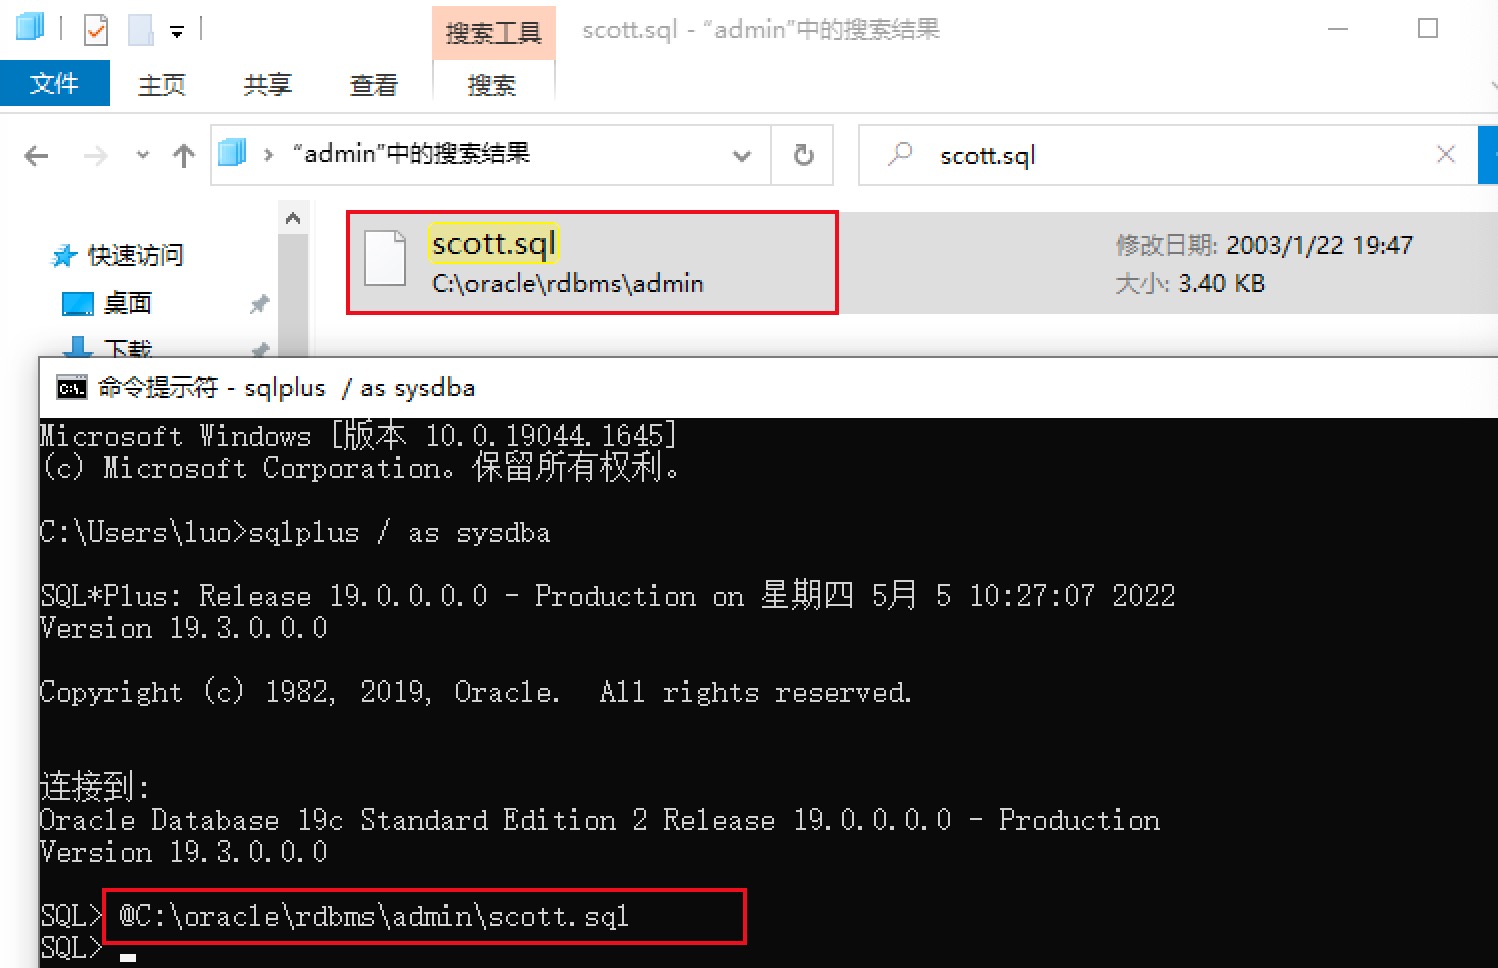 搜索工具
scott.sql - “admin”中的搜索结果
文件
主页
共享
查看
搜索
“admin”中的搜索结果
scott.sql
快速访问
桌面
下载
scott.sql
C:\oracle\rdbms\admin
修改日期: 2003/1/22 19:47
大小: 3.40 KB
命令提示符 - sqlplus  / as sysdba
Microsoft Windows [版本 10.0.19044.1645]
(c) Microsoft Corporation。保留所有权利。
C:\Users\luo>sqlplus / as sysdba
SQL*Plus: Release 19.0.0.0.0 - Production on 星期四 5月 5 10:27:07 2022
Version 19.3.0.0.0
Copyright (c) 1982, 2019, Oracle.  All rights reserved.
连接到:
Oracle Database 19c Standard Edition 2 Release 19.0.0.0.0 - Production
Version 19.3.0.0.0
SQL> @C:\oracle\rdbms\admin\scott.sql
SQL>